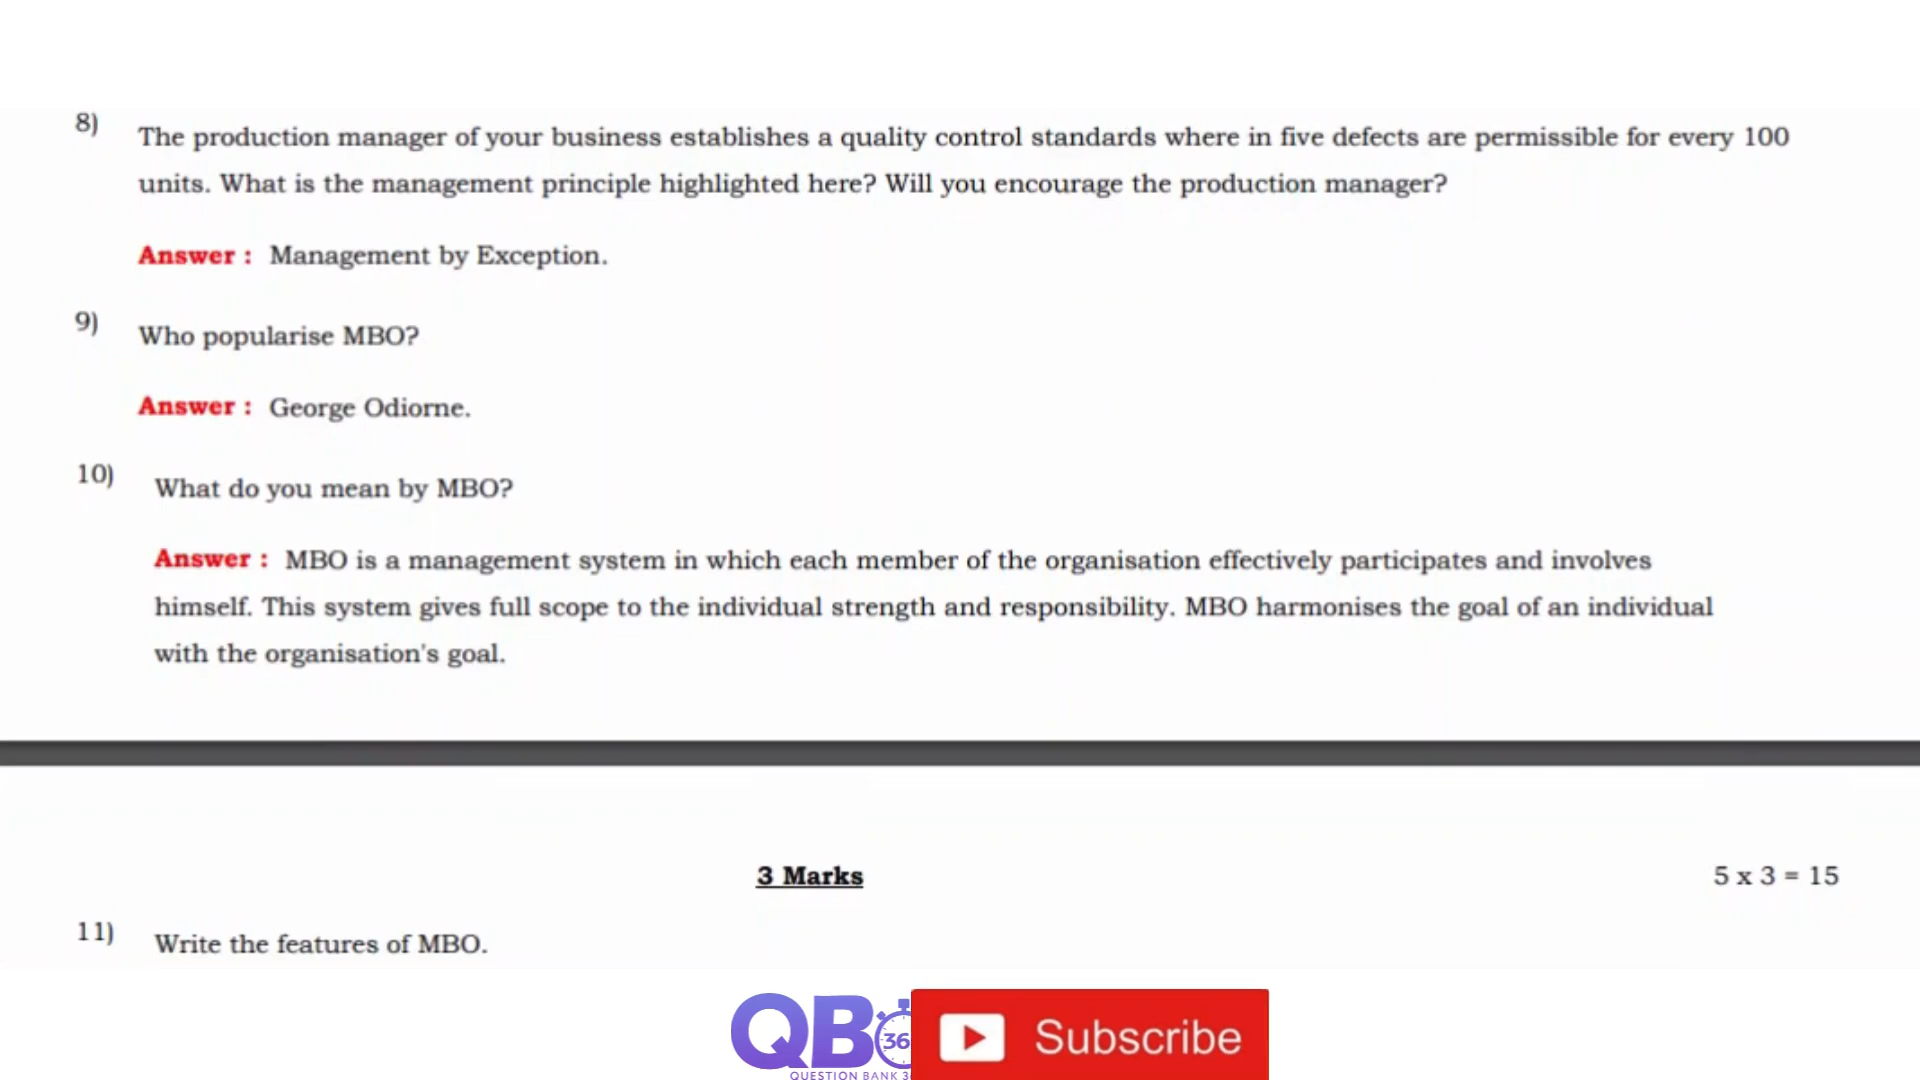 8)
The production manager of your business establishes a quality control standards where in five defects are permissible for every 100
units. What is the management principle highlighted here? Will you encourage the production manager?
Answer : Management by Exception.
9)
Who popularise MBO?
Answer : George Odiorne.
10)
What do you mean by MBO?
Answer : MBO is a management system in which each member of the organisation effectively participates and involves
himself. This system gives full scope to the individual strength and responsibility. MBO harmonises the goal of an individual
with the organisation's goal.
3 Marks
5 x 3 = 15
11)
Write the features of MBO.
QB 36
QUESTION BANK 3
Subscribe